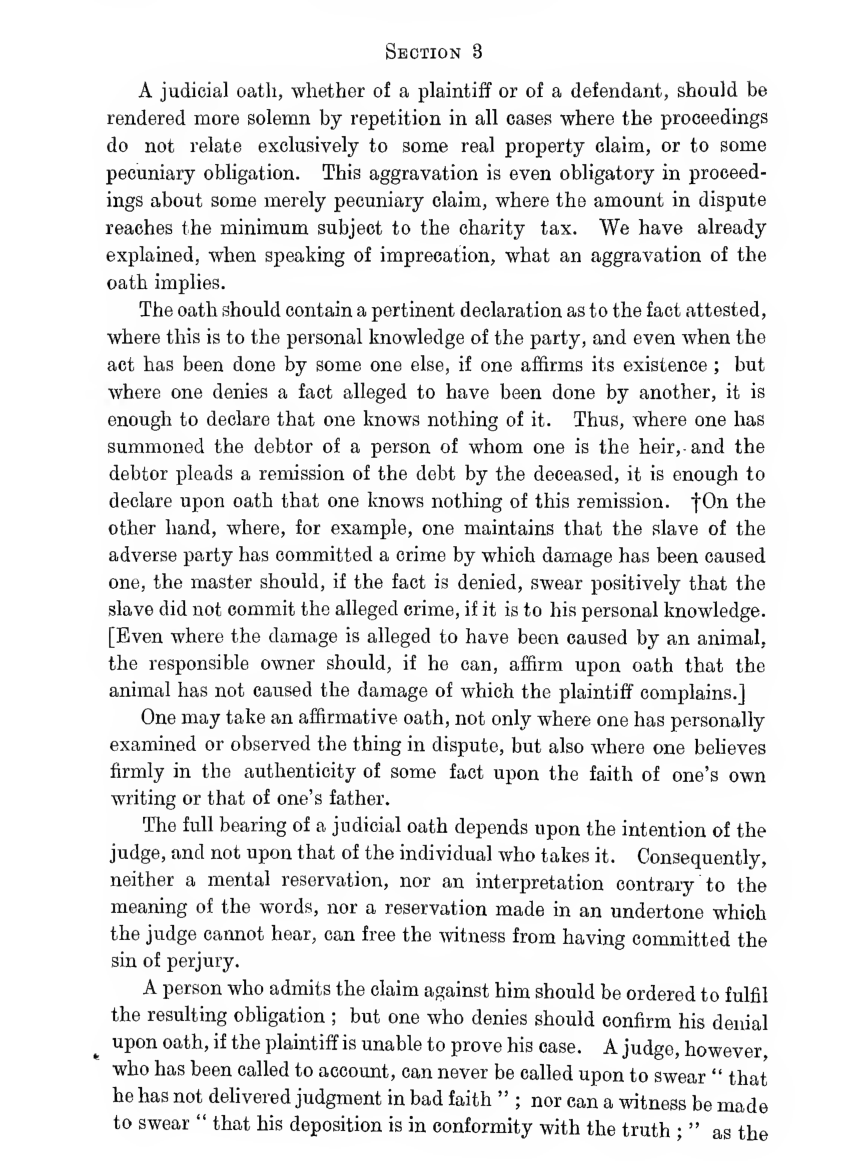 Section 3
A judicial oath, whether of a plaintiff or of a defendant, should be
rendered more solemn by repetition in all cases where the proceedings
do not relate exclusively to some real property claim, or to some
pecuniary obligation. This aggravation is even obligatory in proceed-
ings about some merely pecuniary claim, where the amount in dispute
reaches the minimum subject to the charity tax. We have already
explained, when speaking of imprecation, what an aggravation of the
oath implies.
The oath should contain a pertinent declaration as to the fact attested,
where this is to the personal knowledge of the party, and even when the
act has been done by some one else, if one affirms its existence ; but
where one denies a fact alleged to have been done by another, it is
enough to declare that one knows nothing of it. Thus, where one has
summoned the debtor of a person of whom one is the heir, and the
debtor pleads a remission of the debt by the deceased, it is enough to
declare upon oath that one knows nothing of this remission. †On the
other hand, where, for example, one maintains that the slave of the
adverse party has committed a crime by which damage has been caused
one, the master should, if the fact is denied, swear positively that the
slave did not commit the alleged crime, if it is to his personal knowledge.
[Even where the damage is alleged to have been caused by an animal,
the responsible owner should, if he can, affirm upon oath that the
animal has not caused the damage of which the plaintiff complains.]
One may take an affirmative oath, not only where one has personally
examined or observed the thing in dispute, but also where one believes
firmly in the authenticity of some fact upon the faith of one's own
writing or that of one's father.
The full bearing of a judicial oath depends upon the intention of the
judge, and not upon that of the individual who takes it. Consequently,
neither a mental reservation, nor an interpretation contrary to the
meaning of the words, nor a reservation made in an undertone which
the judge cannot hear, can free the witness from having committed the
sin of perjury.
A person who admits the claim against him should be ordered to fulfil
the resulting obligation ; but one who denies should confirm his denial
upon oath, if the plaintiff is unable to prove his case. A judge, however,
who has been called to account, can never be called upon to swear " that
he has not delivered judgment in bad faith " ; nor can a witness be made
to swear " that his deposition is in conformity with the truth ; " as the